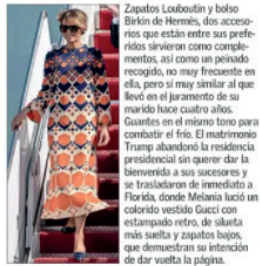 Zapatos Louboutin y bolso
Birkin de Hermès, dos acceso-
rios que están entre sus prefe-
ridos sirvieron como comple-
mentos, así como un peinado
recogido, no muy frecuente en
ella, pero sí muy similar al que
llevó en el juramento de su
marido hace cuatro años.
Guantes en el mismo tono para
combatir el frío. El matrimonio
Trump abandonó la residencia
presidencial sin querer dar la
bienvenida a sus sucesores y
se trasladaron de inmediato a
Florida, donde Melania lució un
colorido vestido Gucci con
estampado retro, de silueta
más suelta y zapatos bajos,
que demuestran su intención
de dar vuelta la página.